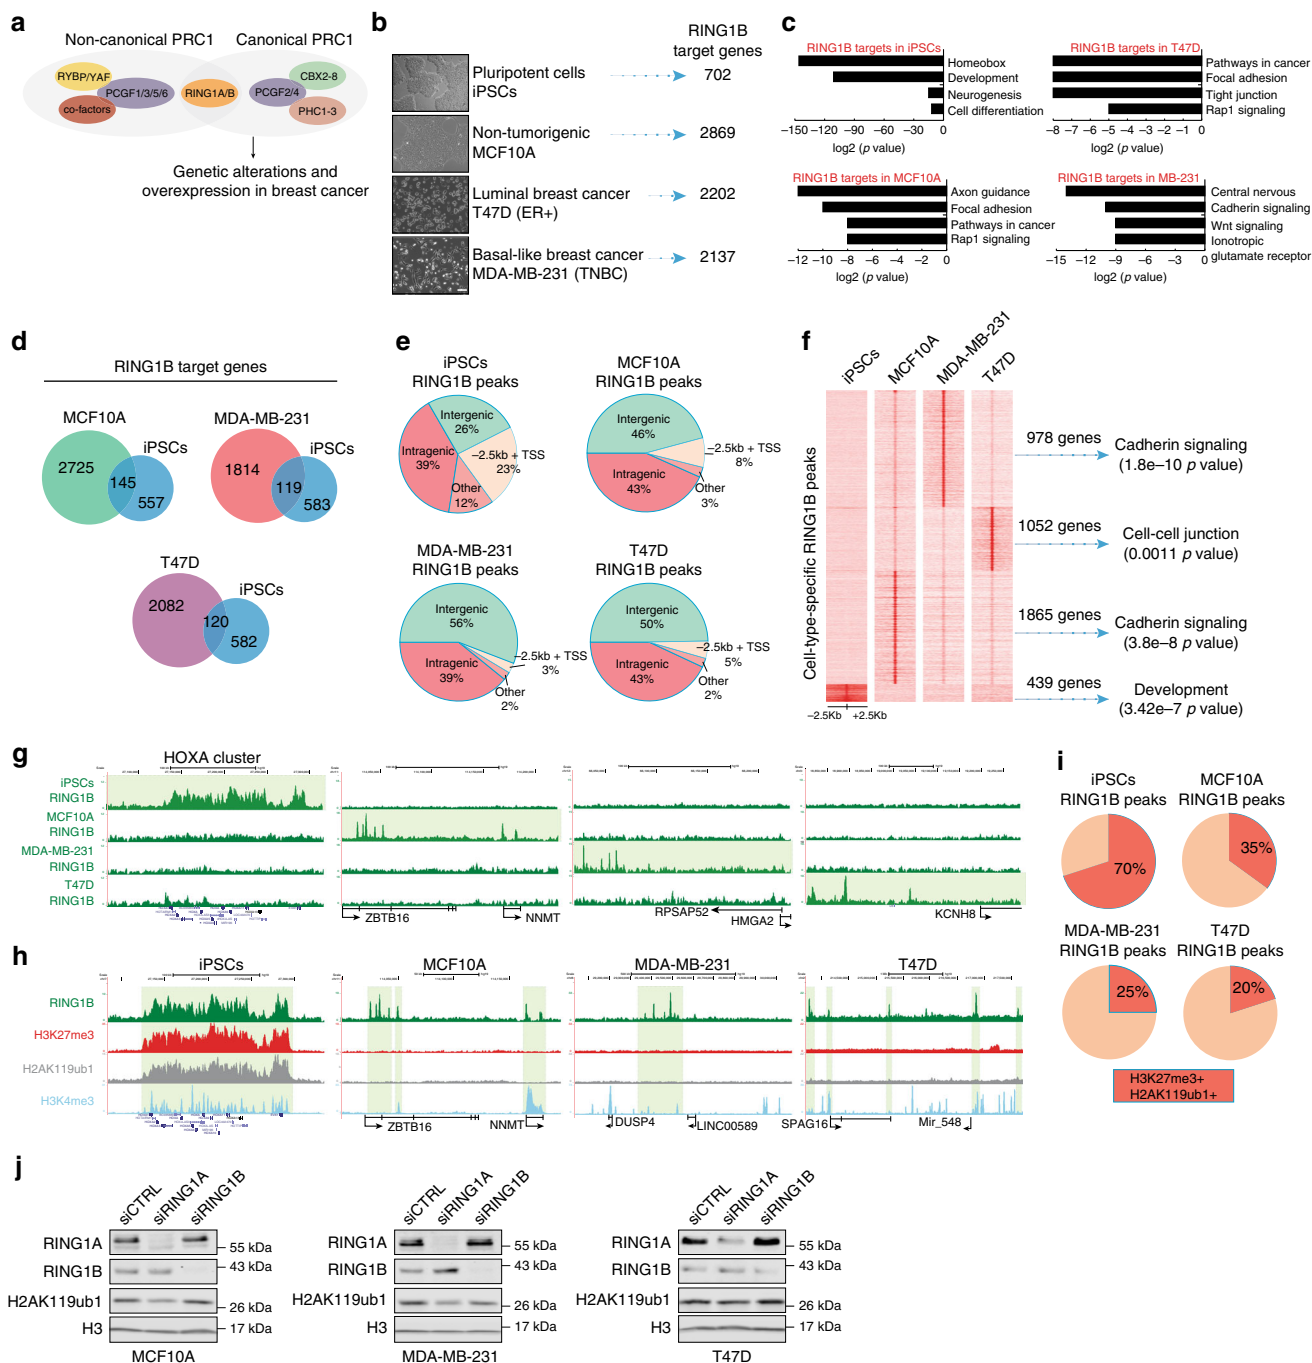 a
Non-canonical PRC1
Canonical PRC1
RYBP/YAF
PCGF1/3/5/6
co-factors
RING1A/B
PCGF2/4
CBX2-8
PHC1-3
Genetic alterations and
overexpression in breast cancer
b
RING1B
target genes
Pluripotent cells
iPSCs
702
Non-tumorigenic
MCF10A
2869
Luminal breast cancer
T47D (ER+)
2202
Basal-like breast cancer
MDA-MB-231 (TNBC)
2137
c
RING1B targets in iPSCs
Homeobox
Development
Neurogenesis
Cell differentiation
−150 −120 −90 −60 −30 0
log2 (p value)
RING1B targets in T47D
Pathways in cancer
Focal adhesion
Tight junction
Rap1 signaling
−8 −7 −6 −5 −4 −3 −2 −1 0
log2 (p value)
RING1B targets in MCF10A
Axon guidance
Focal adhesion
Pathways in cancer
Rap1 signaling
−12 −10 −8 −6 −4 −2 0
log2 (p value)
RING1B targets in MB-231
Central nervous
Cadherin signaling
Wnt signaling
Ionotropic
glutamate receptor
−15 −12 −9 −6 −3 0
log2 (p value)
d
RING1B target genes
MCF10A
iPSCs
2725
145
557
MDA-MB-231
iPSCs
1814
119
583
T47D
iPSCs
2082
120
582
e
iPSCs
RING1B peaks
Intergenic
26%
−2.5kb + TSS
23%
Intragenic
39%
Other
12%
MCF10A
RING1B peaks
Intergenic
46%
−2.5kb + TSS
8%
Intragenic
43%
Other
3%
MDA-MB-231
RING1B peaks
Intergenic
56%
−2.5kb + TSS
3%
Intragenic
39%
Other
2%
T47D
RING1B peaks
Intergenic
50%
−2.5kb + TSS
5%
Intragenic
43%
Other
2%
f
iPSCs
MCF10A
MDA-MB-231
T47D
Cell-type-specific RING1B peaks
978 genes
Cadherin signaling
(1.8e−10 p value)
1052 genes
Cell-cell junction
(0.0011 p value)
1865 genes
Cadherin signaling
(3.8e−8 p value)
439 genes
Development
(3.42e−7 p value)
−2.5Kb +2.5Kb
g
HOXA cluster
iPSCs
RING1B
MCF10A
RING1B
MDA-MB-231
RING1B
T47D
RING1B
ZBTB16
NNMT
RPSAP52
HMGA2
KCNH8
h
iPSCs
MCF10A
MDA-MB-231
T47D
RING1B
H3K27me3
H2AK119ub1
H3K4me3
ZBTB16
NNMT
DUSP4
LINC00589
SPAG16
Mir_548
i
iPSCs
RING1B peaks
70%
MCF10A
RING1B peaks
35%
MDA-MB-231
RING1B peaks
25%
T47D
RING1B peaks
20%
H3K27me3+
H2AK119ub1+
j
siCTRL
siRING1A
siRING1B
RING1A
55 kDa
RING1B
43 kDa
H2AK119ub1
26 kDa
H3
17 kDa
MCF10A
siCTRL
siRING1A
siRING1B
RING1A
55 kDa
RING1B
43 kDa
H2AK119ub1
26 kDa
H3
17 kDa
MDA-MB-231
siCTRL
siRING1A
siRING1B
RING1A
55 kDa
RING1B
43 kDa
H2AK119ub1
26 kDa
H3
17 kDa
T47D